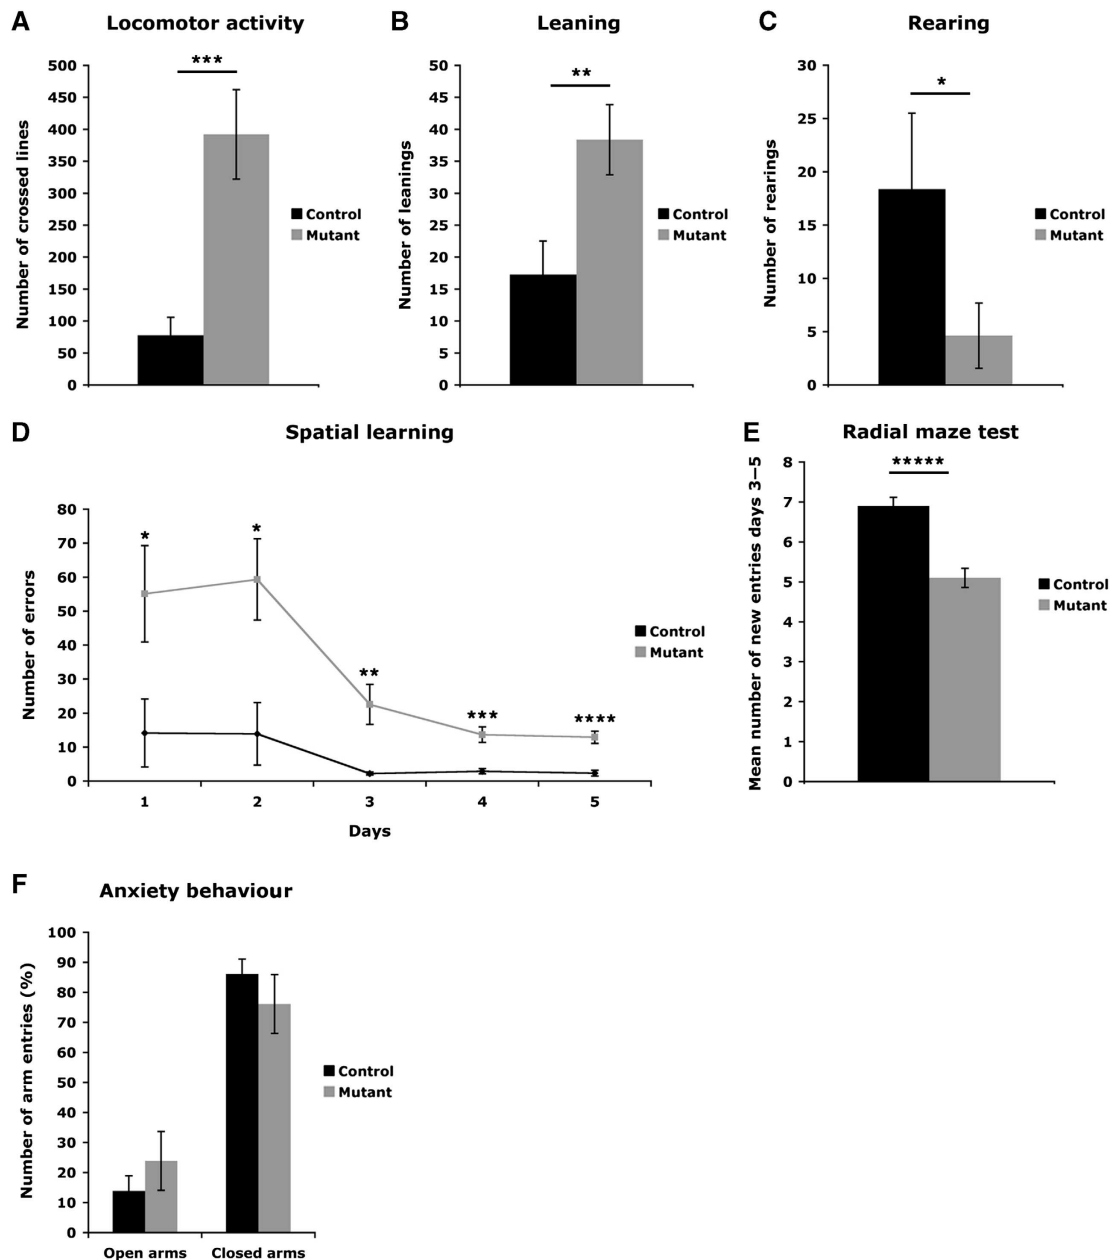 A Locomotor activity
500
450
400
350
300
250
200
150
100
50
0
Number of crossed lines
***
Control
Mutant
B Leaning
50
45
40
35
30
25
20
15
10
5
0
Number of leanings
**
Control
Mutant
C Rearing
30
25
20
15
10
5
0
Number of rearings
*
Control
Mutant
D Spatial learning
80
70
60
50
40
30
20
10
0
Number of errors
* * ** *** ****
1 2 3 4 5
Days
Control
Mutant
E Radial maze test
8
7
6
5
4
3
2
1
0
Mean number of new entries days 3–5
*****
Control
Mutant
F Anxiety behaviour
100
90
80
70
60
50
40
30
20
10
0
Number of arm entries (%)
Open arms Closed arms
Control
Mutant